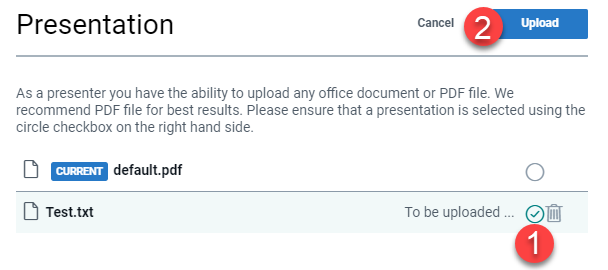 Presentation
Cancel
2
Upload
As a presenter you have the ability to upload any office document or PDF file. We
recommend PDF file for best results. Please ensure that a presentation is selected using the
circle checkbox on the right hand side.
CURRENT default.pdf
Test.txt To be uploaded ...
1